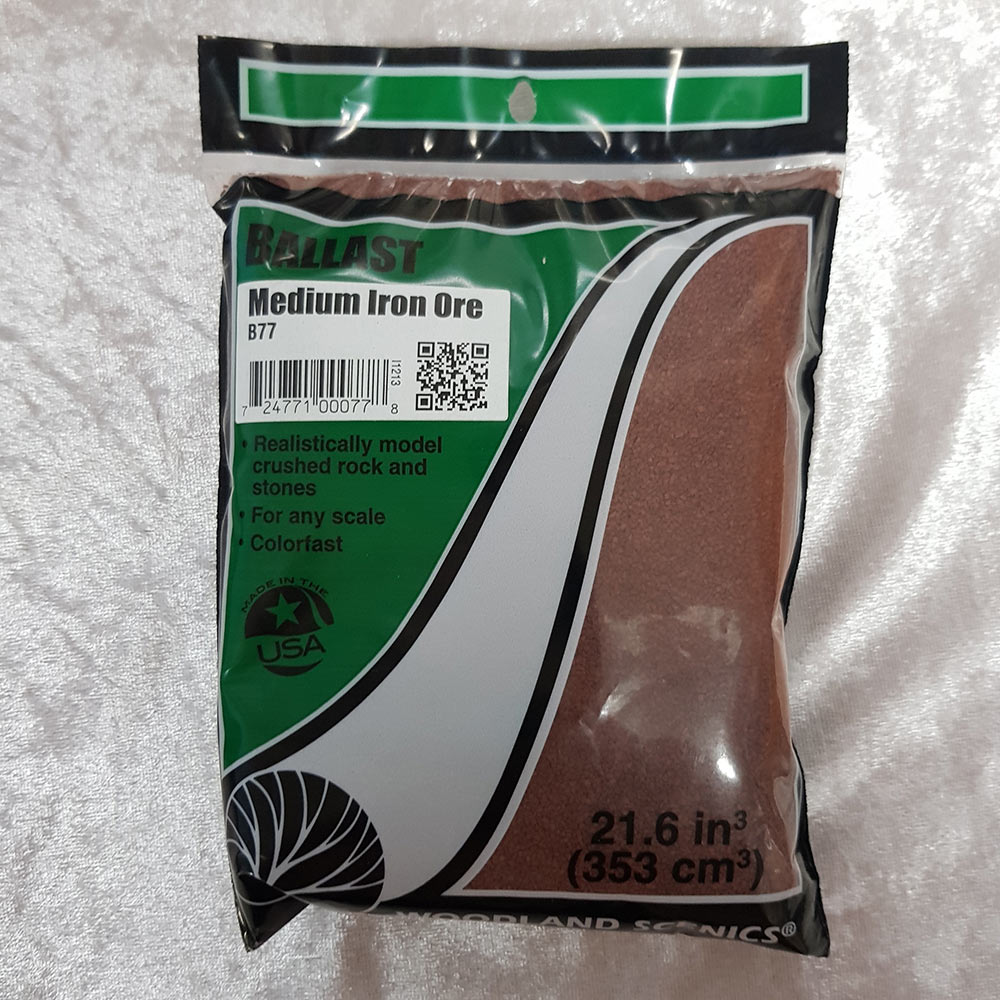 BALLAST
Medium Iron Ore
B77
I1213
7 24771 00077 8
• Realistically model
crushed rock and
stones
• For any scale
• Colorfast
MADE IN THE
USA
21.6 in³
(353 cm³)
WOODLAND SCENICS®